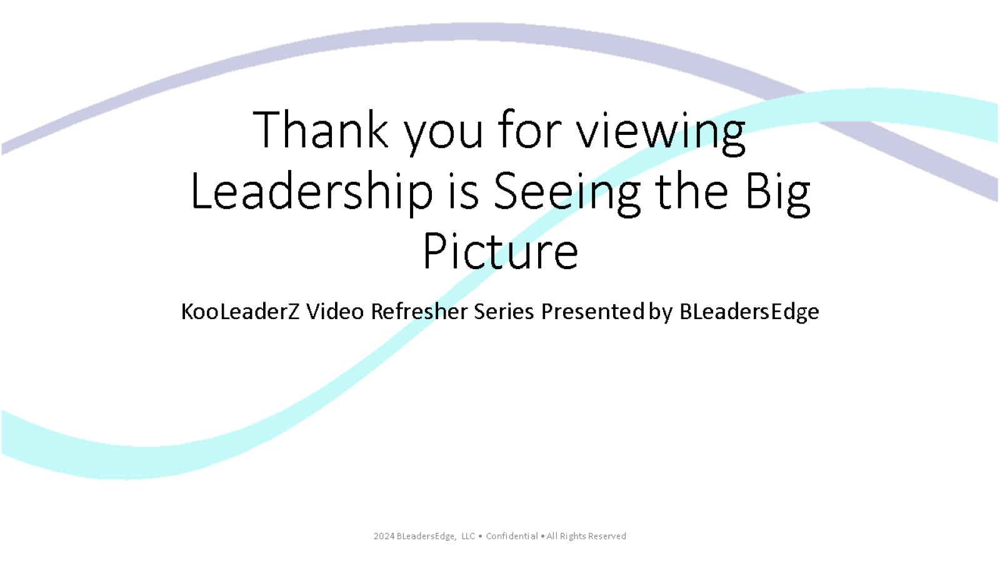 Thank you for viewing
Leadership is Seeing the Big
Picture
KooLeaderZ Video Refresher Series Presented by BLeadersEdge
2024 BLeadersEdge, LLC • Confidential • All Rights Reserved